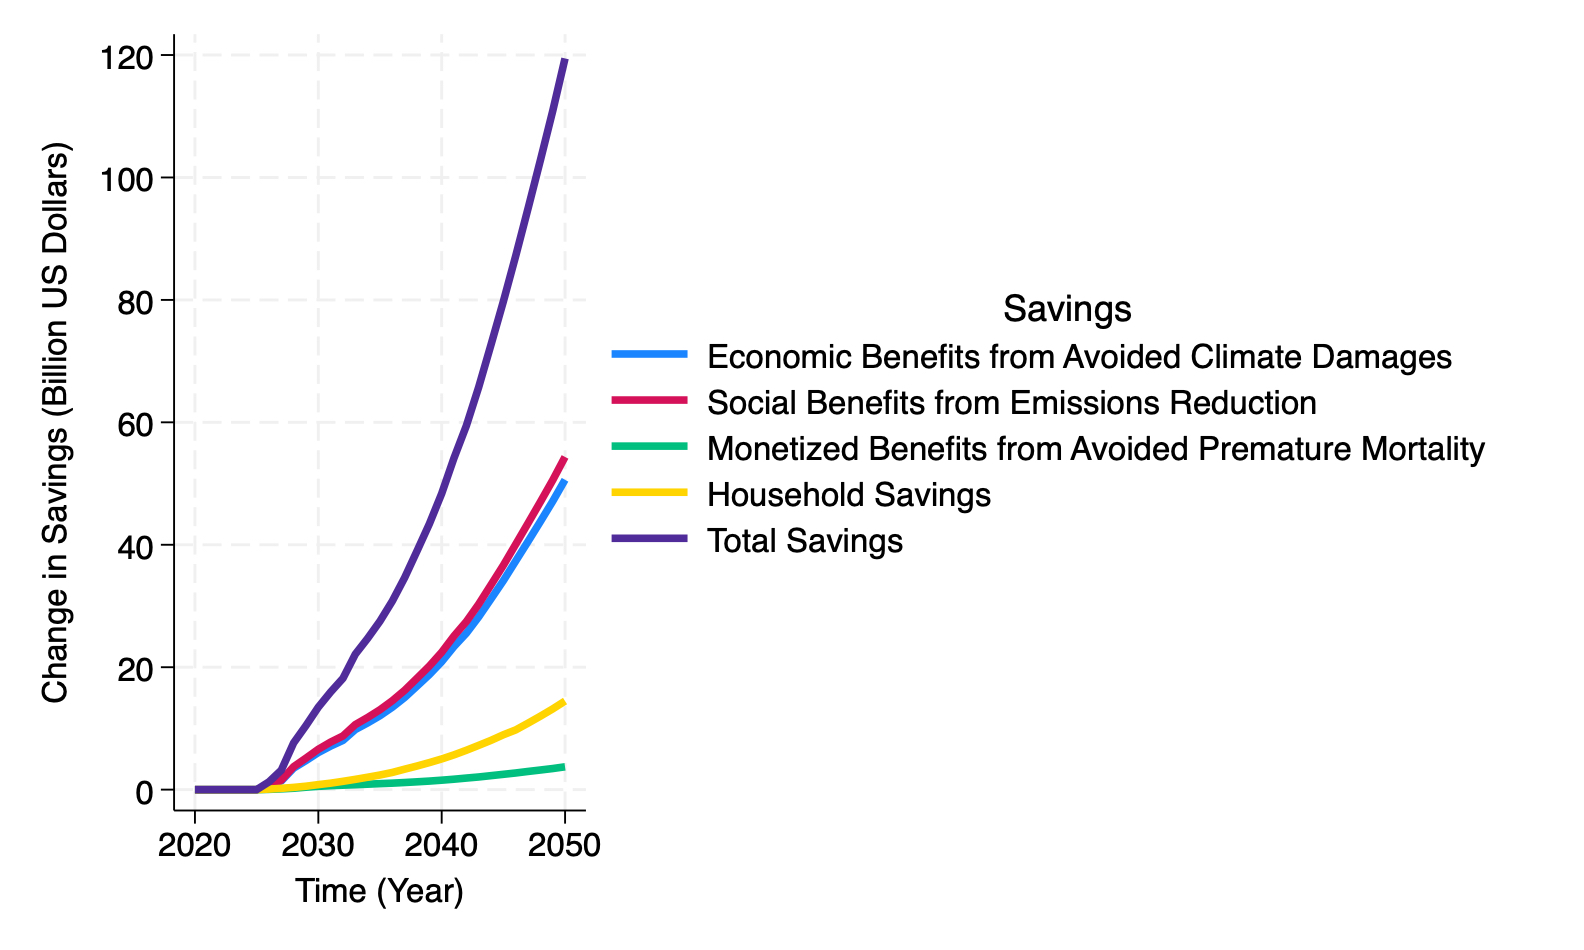 Change in Savings (Billion US Dollars)
120
100
80
60
40
20
0
2020 2030 2040 2050
Time (Year)
Savings
Economic Benefits from Avoided Climate Damages
Social Benefits from Emissions Reduction
Monetized Benefits from Avoided Premature Mortality
Household Savings
Total Savings